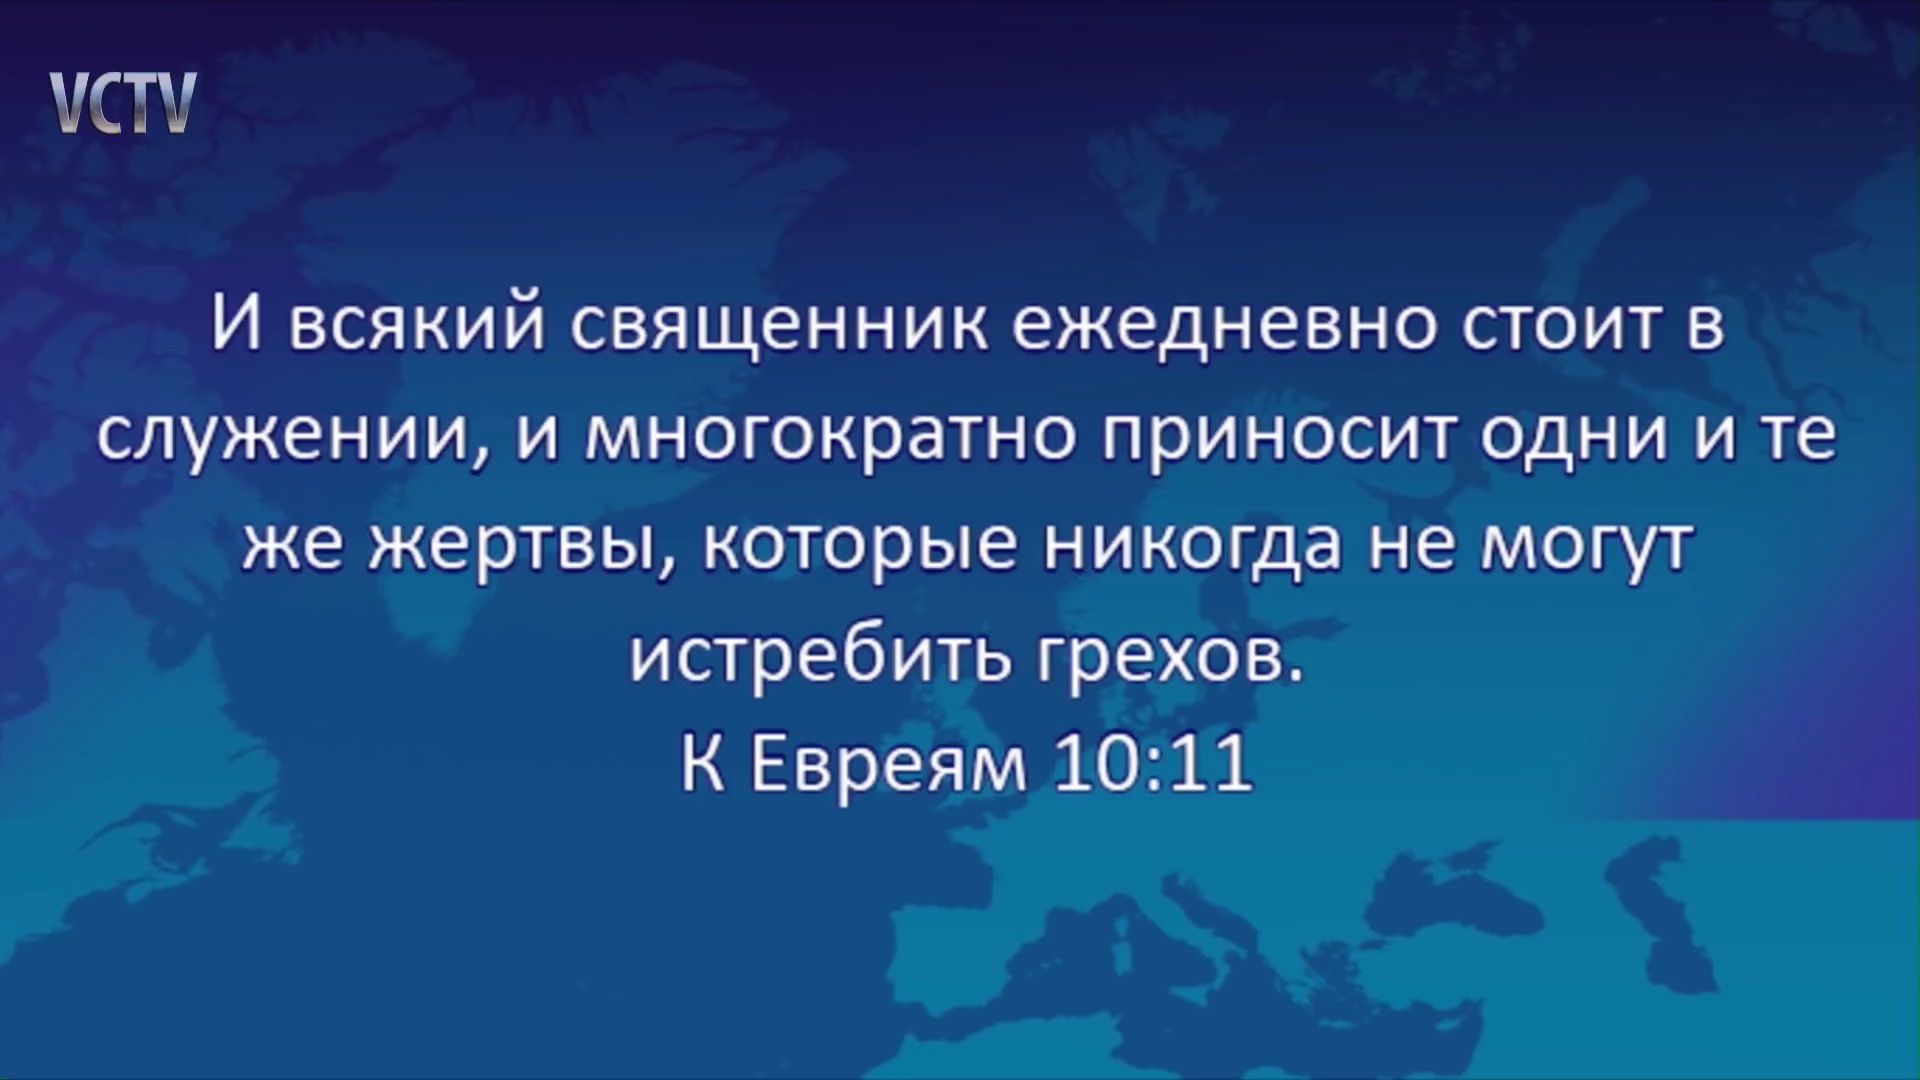 VCTV
И всякий священник ежедневно стоит в
служении, и многократно приносит одни и те
же жертвы, которые никогда не могут
истребить грехов.
К Евреям 10:11